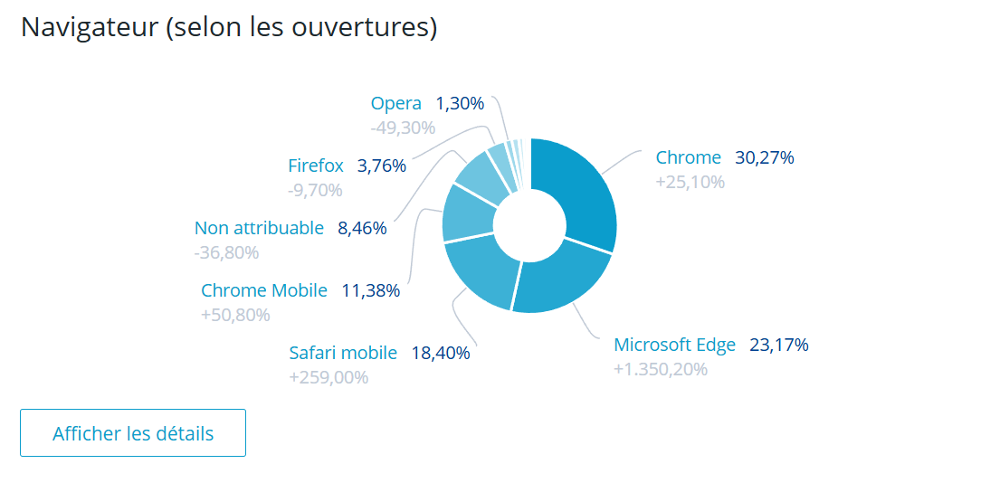 Navigateur (selon les ouvertures)
Opera 1,30%
-49,30%
Chrome 30,27%
+25,10%
Firefox 3,76%
-9,70%
Non attribuable 8,46%
-36,80%
Chrome Mobile 11,38%
+50,80%
Microsoft Edge 23,17%
+1.350,20%
Safari mobile 18,40%
+259,00%
Afficher les détails